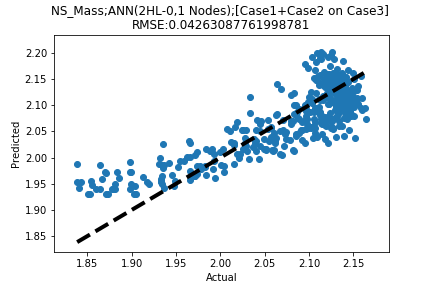 NS_Mass;ANN(2HL-0,1 Nodes);[Case1+Case2 on Case3]
RMSE:0.04263087761998781
2.20
2.15
2.10
2.05
2.00
1.95
1.90
1.85
Predicted
1.85 1.90 1.95 2.00 2.05 2.10 2.15
Actual